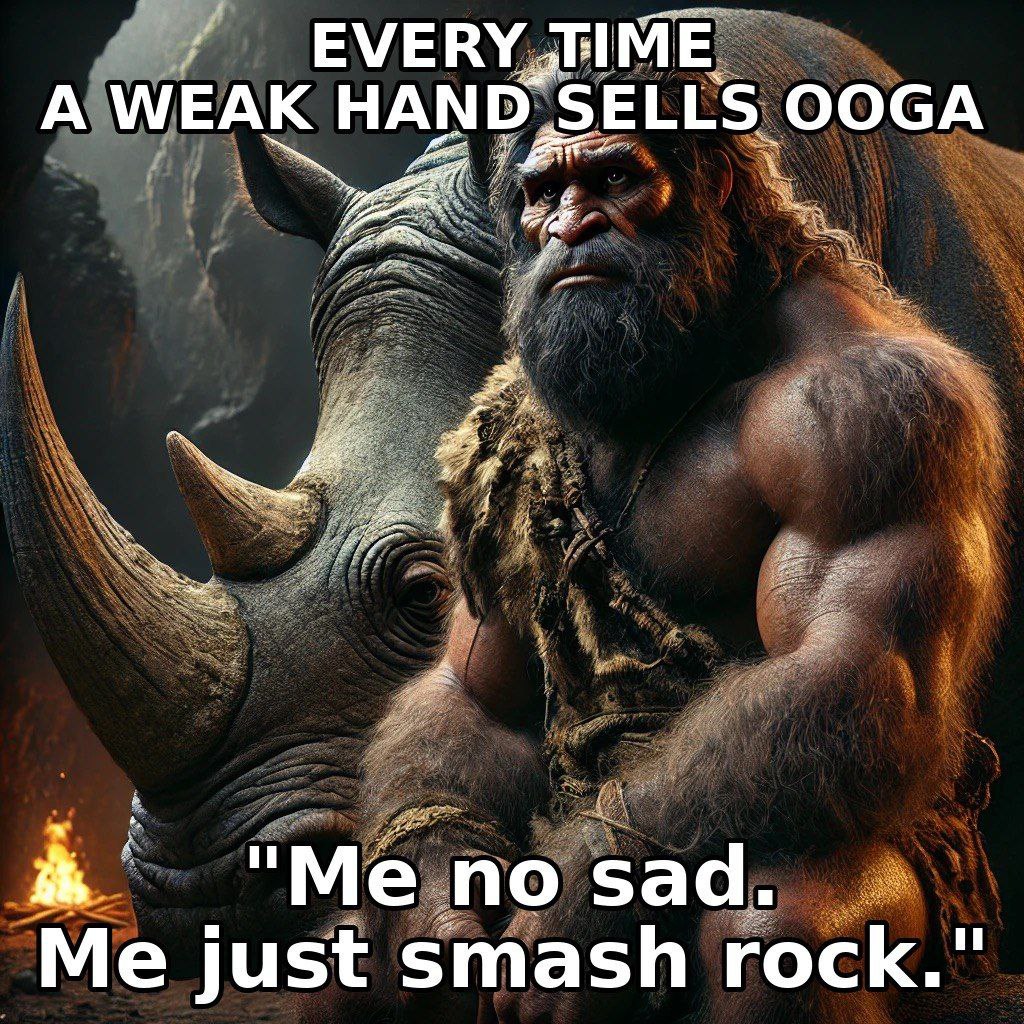 EVERY TIME
A WEAK HAND SELLS OOGA
"Me no sad.
Me just smash rock."